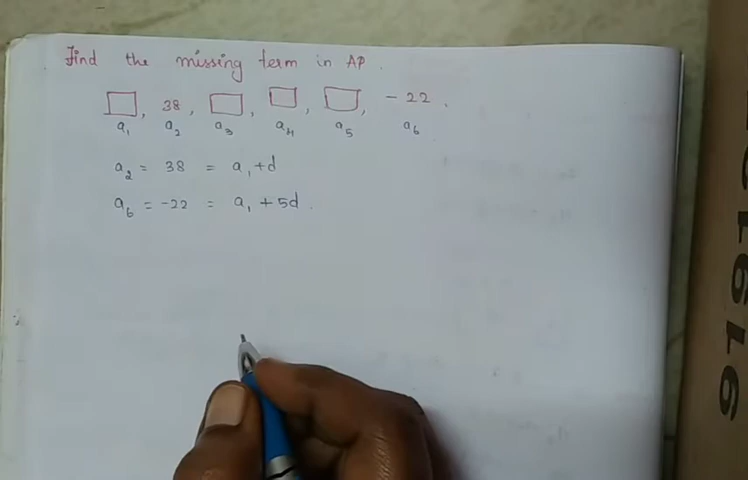 Find the missing term in AP.
□, 38, □, □, □, - 22.
a₁ a₂ a₃ a₄ a₅ a₆
a₂ = 38 = a₁ + d
a₆ = -22 = a₁ + 5d.